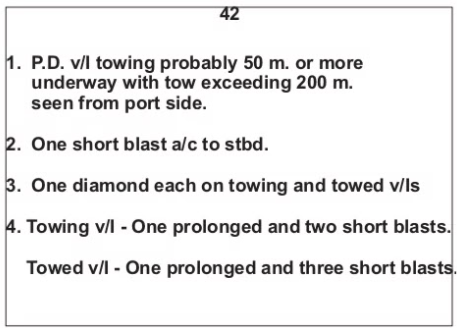 42
1. P.D. v/l towing probably 50 m. or more
underway with tow exceeding 200 m.
seen from port side.
2. One short blast a/c to stbd.
3. One diamond each on towing and towed v/ls
4. Towing v/l - One prolonged and two short blasts.
Towed v/l - One prolonged and three short blasts.